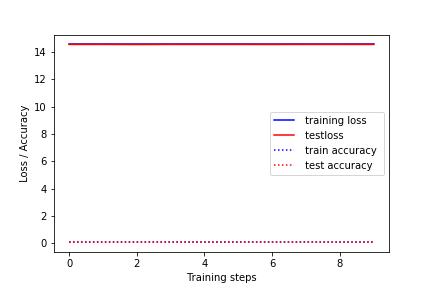 14
12
10
8
6
4
2
0
Loss / Accuracy
training loss
testloss
train accuracy
test accuracy
0 2 4 6 8
Training steps